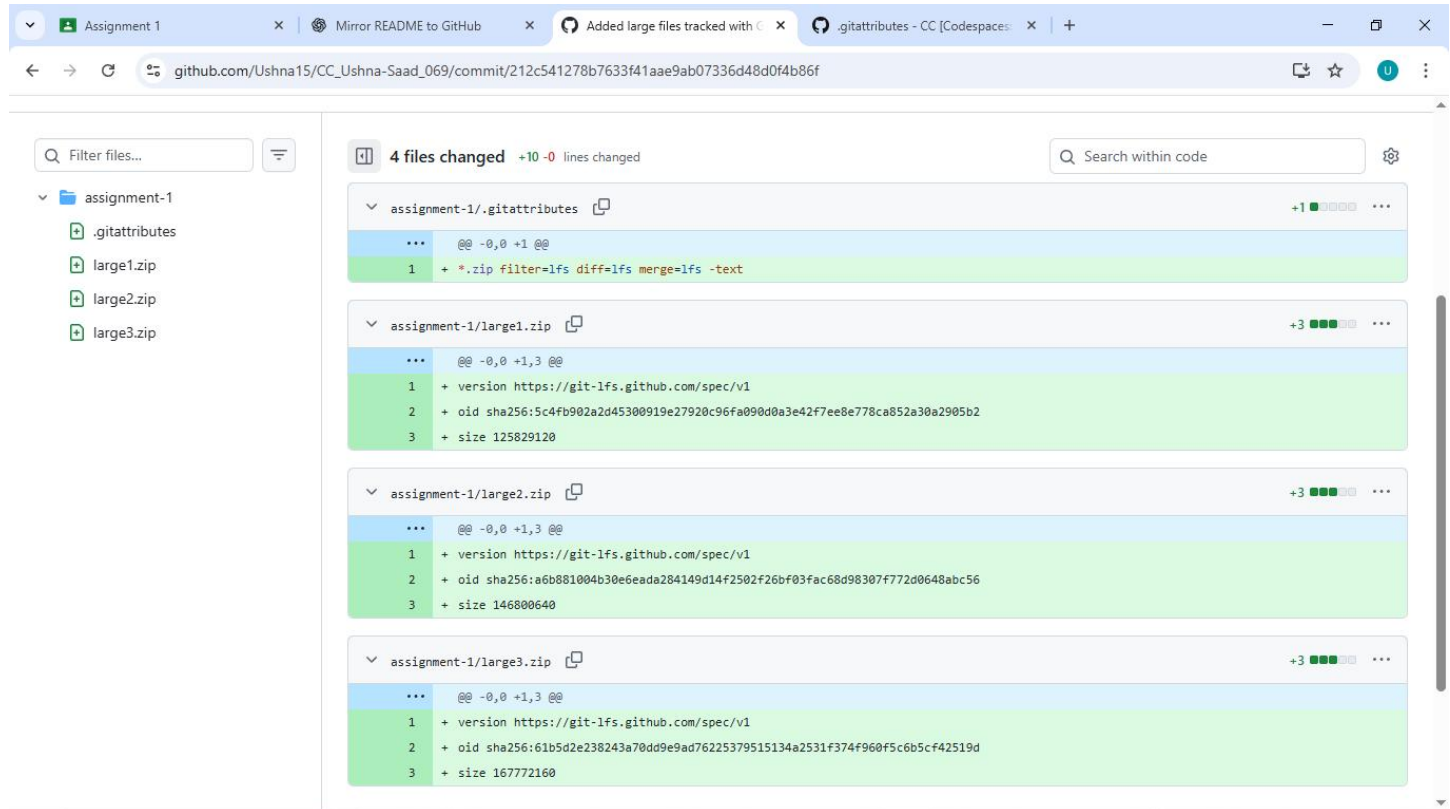 Assignment 1
Mirror README to GitHub
Added large files tracked with G
.gitattributes - CC [Codespaces:
github.com/Ushna15/CC_Ushna-Saad_069/commit/212c541278b7633f41aae9ab07336d48d0f4b86f
U
Filter files...
4 files changed +10 -0 lines changed
Search within code
assignment-1
.gitattributes
large1.zip
large2.zip
large3.zip
assignment-1/.gitattributes
+1
@@ -0,0 +1 @@
1 + *.zip filter=lfs diff=lfs merge=lfs -text
assignment-1/large1.zip
+3
@@ -0,0 +1,3 @@
1 + version https://git-lfs.github.com/spec/v1
2 + oid sha256:5c4fb902a2d45300919e27920c96fa090d0a3e42f7ee8e778ca852a30a2905b2
3 + size 125829120
assignment-1/large2.zip
+3
@@ -0,0 +1,3 @@
1 + version https://git-lfs.github.com/spec/v1
2 + oid sha256:a6b881004b30e6eada284149d14f2502f26bf03fac68d98307f772d0648abc56
3 + size 146800640
assignment-1/large3.zip
+3
@@ -0,0 +1,3 @@
1 + version https://git-lfs.github.com/spec/v1
2 + oid sha256:61b5d2e238243a70dd9e9ad76225379515134a2531f374f960f5c6b5cf42519d
3 + size 167772160